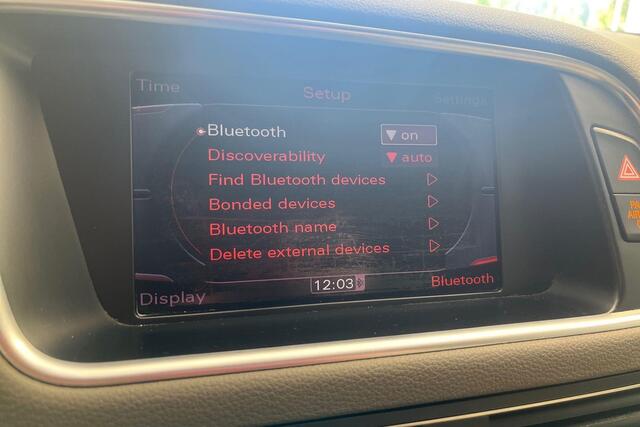 Time Setup Settings
Bluetooth on
Discoverability auto
Find Bluetooth devices
Bonded devices
Bluetooth name
Delete external devices
Display 12:03 Bluetooth